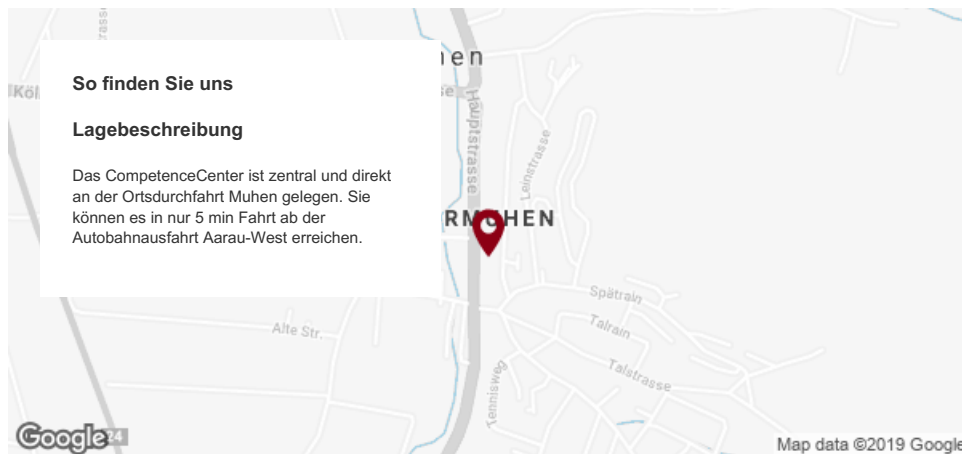 So finden Sie uns
Lagebeschreibung
Das CompetenceCenter ist zentral und direkt
an der Ortsdurchfahrt Muhen gelegen. Sie
können es in nur 5 min Fahrt ab der
Autobahnausfahrt Aarau-West erreichen.
Hauptstrasse
Leinstrasse
Spätrain
Talrain
Talstrasse
Alte Str.
Tennisweg
Google
Map data ©2019 Google